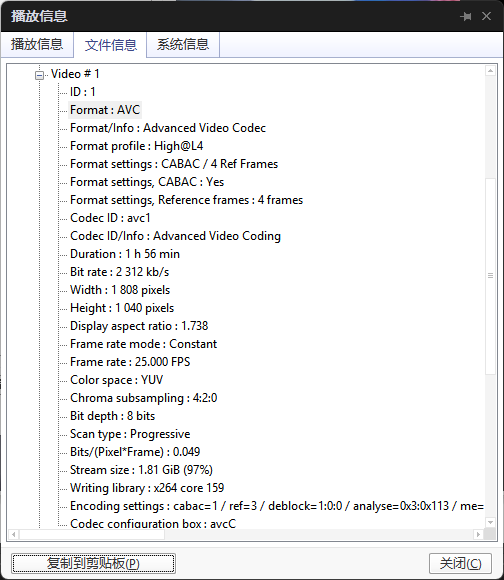 播放信息
播放信息 文件信息 系统信息
Video # 1
ID : 1
Format : AVC
Format/Info : Advanced Video Codec
Format profile : High@L4
Format settings : CABAC / 4 Ref Frames
Format settings, CABAC : Yes
Format settings, Reference frames : 4 frames
Codec ID : avc1
Codec ID/Info : Advanced Video Coding
Duration : 1 h 56 min
Bit rate : 2 312 kb/s
Width : 1 808 pixels
Height : 1 040 pixels
Display aspect ratio : 1.738
Frame rate mode : Constant
Frame rate : 25.000 FPS
Color space : YUV
Chroma subsampling : 4:2:0
Bit depth : 8 bits
Scan type : Progressive
Bits/(Pixel*Frame) : 0.049
Stream size : 1.81 GiB (97%)
Writing library : x264 core 159
Encoding settings : cabac=1 / ref=3 / deblock=1:0:0 / analyse=0x3:0x113 / me=
Codec configuration box : avcC
复制到剪贴板(P) 关闭(C)